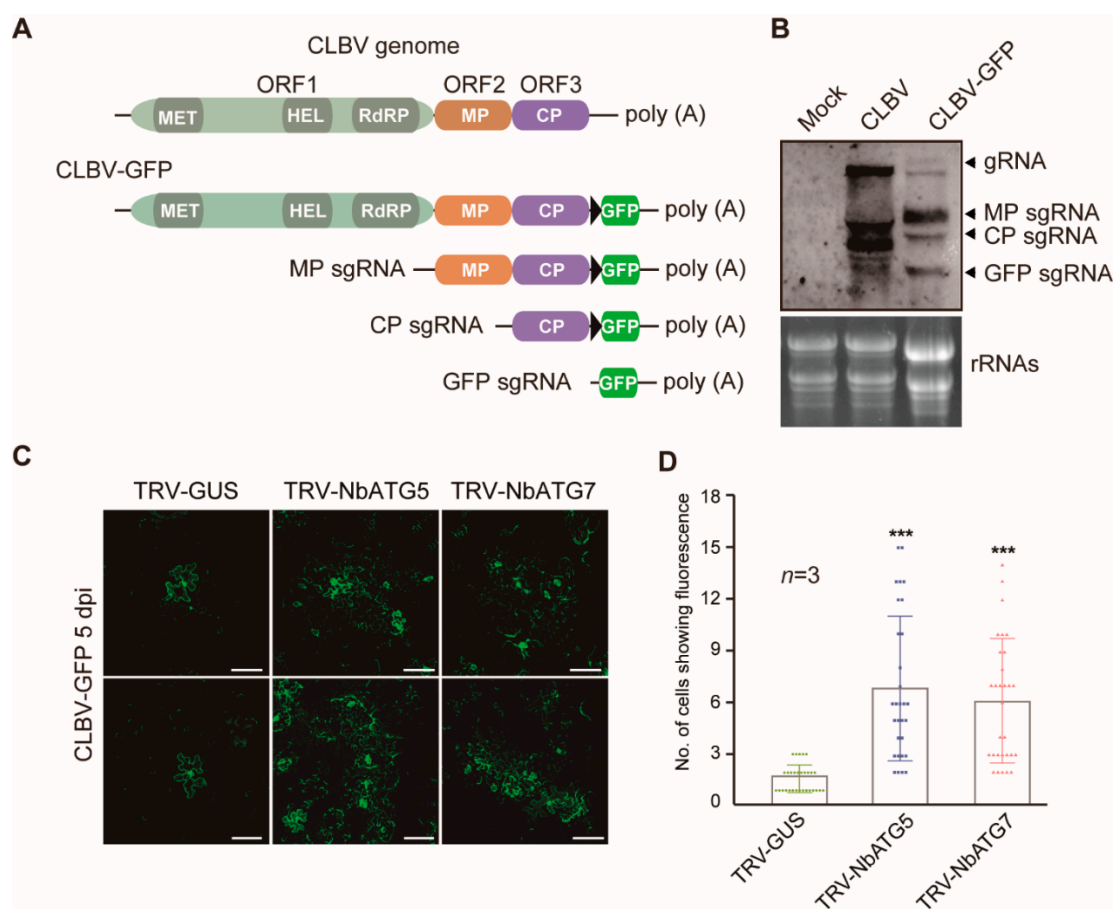 A
CLBV genome
ORF1 ORF2 ORF3
MET HEL RdRP MP CP poly (A)
CLBV-GFP
MET HEL RdRP MP CP GFP poly (A)
MP sgRNA MP CP GFP poly (A)
CP sgRNA CP GFP poly (A)
GFP sgRNA GFP poly (A)
B
Mock CLBV CLBV-GFP
gRNA
MP sgRNA
CP sgRNA
GFP sgRNA
rRNAs
C
TRV-GUS TRV-NbATG5 TRV-NbATG7
CLBV-GFP 5 dpi
D
No. of cells showing fluorescence
18
15
12
9
6
3
0
n=3
*** ***
TRV-GUS TRV-NbATG5 TRV-NbATG7